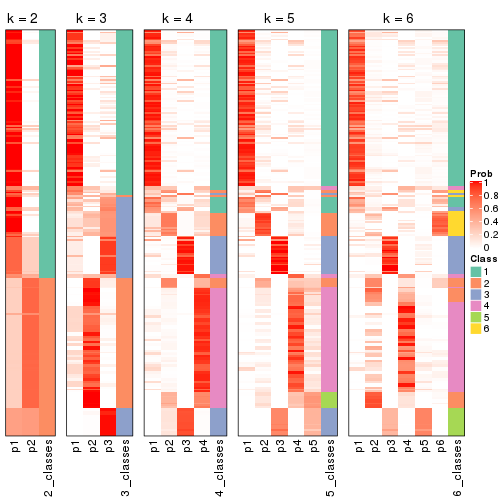 k = 2
k = 3
k = 4
k = 5
k = 6
p1
p2
2_classes
p1
p2
p3
3_classes
p1
p2
p3
p4
4_classes
p1
p2
p3
p4
p5
5_classes
p1
p2
p3
p4
p5
p6
6_classes
Prob
1
0.8
0.6
0.4
0.2
0
Class
1
2
3
4
5
6